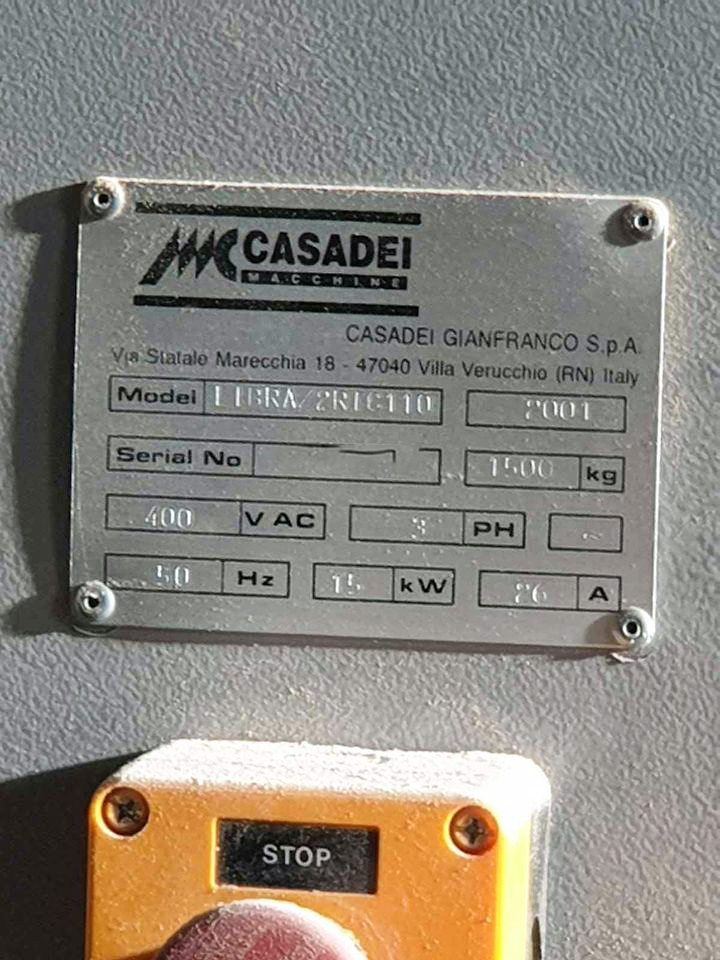 CASADEI
MACCHINE
CASADEI GIANFRANCO S.p.A.
Via Statale Marecchia 18 - 47040 Villa Verucchio (RN) Italy
Model LIBRA/2RTC110 2001
Serial No 1500 kg
400 V AC 3 PH ~
50 Hz 15 kW 26 A
STOP